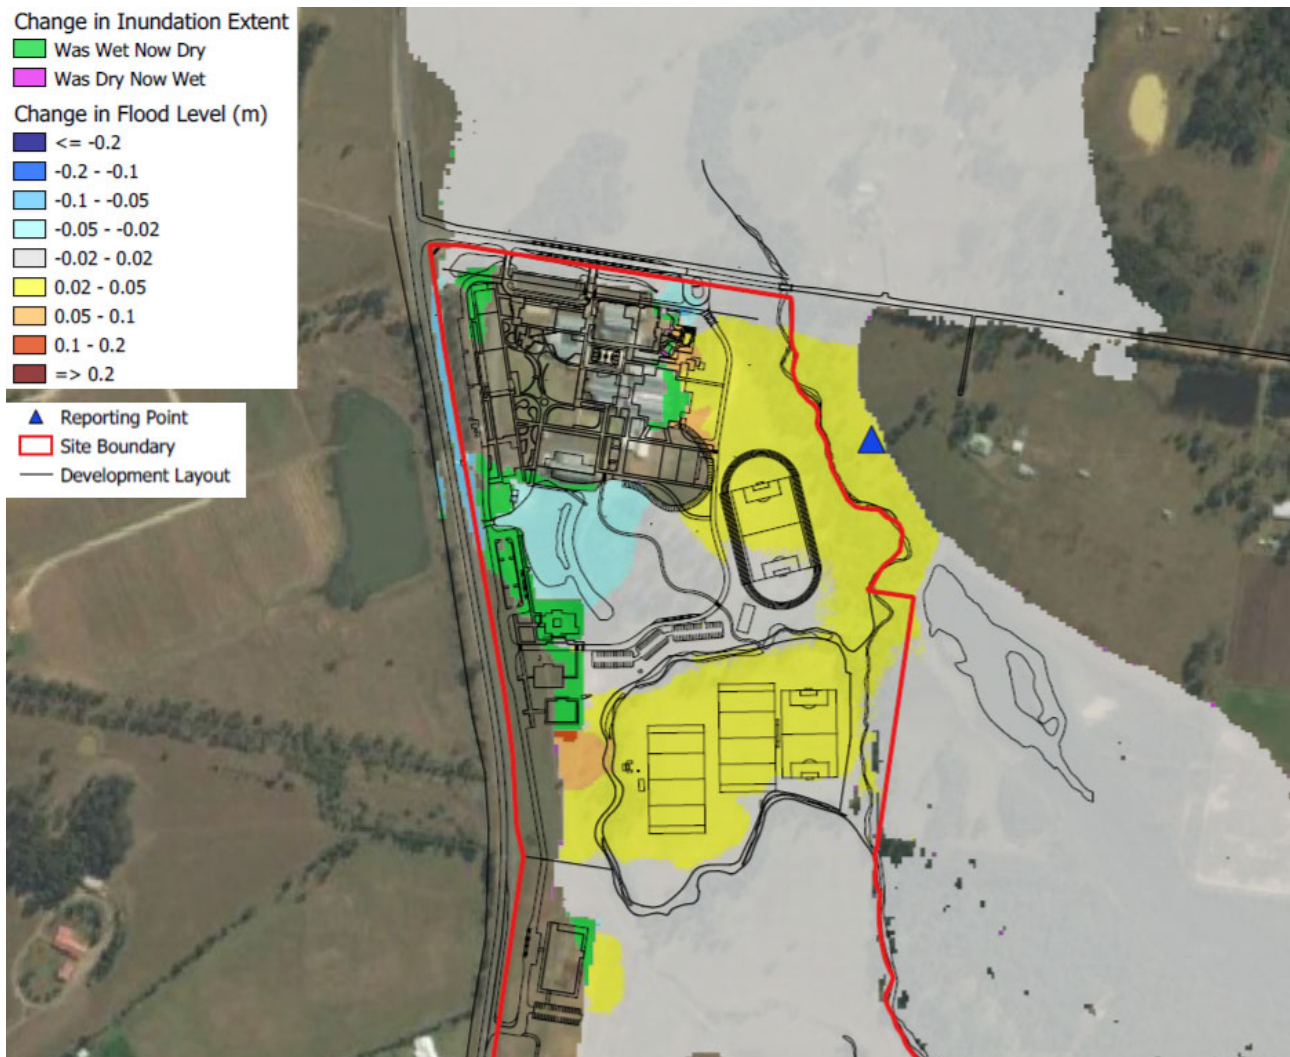 Change in Inundation Extent
Was Wet Now Dry
Was Dry Now Wet
Change in Flood Level (m)
<= -0.2
-0.2 - -0.1
-0.1 - -0.05
-0.05 - -0.02
-0.02 - 0.02
0.02 - 0.05
0.05 - 0.1
0.1 - 0.2
=> 0.2
Reporting Point
Site Boundary
Development Layout